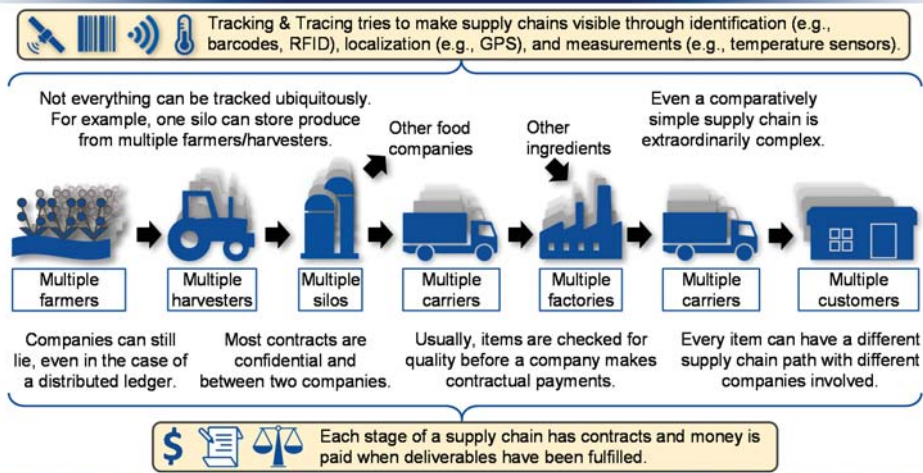 Tracking & Tracing tries to make supply chains visible through identification (e.g.,
barcodes, RFID), localization (e.g., GPS), and measurements (e.g., temperature sensors).
Not everything can be tracked ubiquitously.
For example, one silo can store produce
from multiple farmers/harvesters.
Other food
companies
Other
ingredients
Even a comparatively
simple supply chain is
extraordinarily complex.
Multiple
farmers
Multiple
harvesters
Multiple
silos
Multiple
carriers
Multiple
factories
Multiple
carriers
Multiple
customers
Companies can still
lie, even in the case of
a distributed ledger.
Most contracts are
confidential and
between two companies.
Usually, items are checked for
quality before a company makes
contractual payments.
Every item can have a different
supply chain path with different
companies involved.
$
Each stage of a supply chain has contracts and money is
paid when deliverables have been fulfilled.